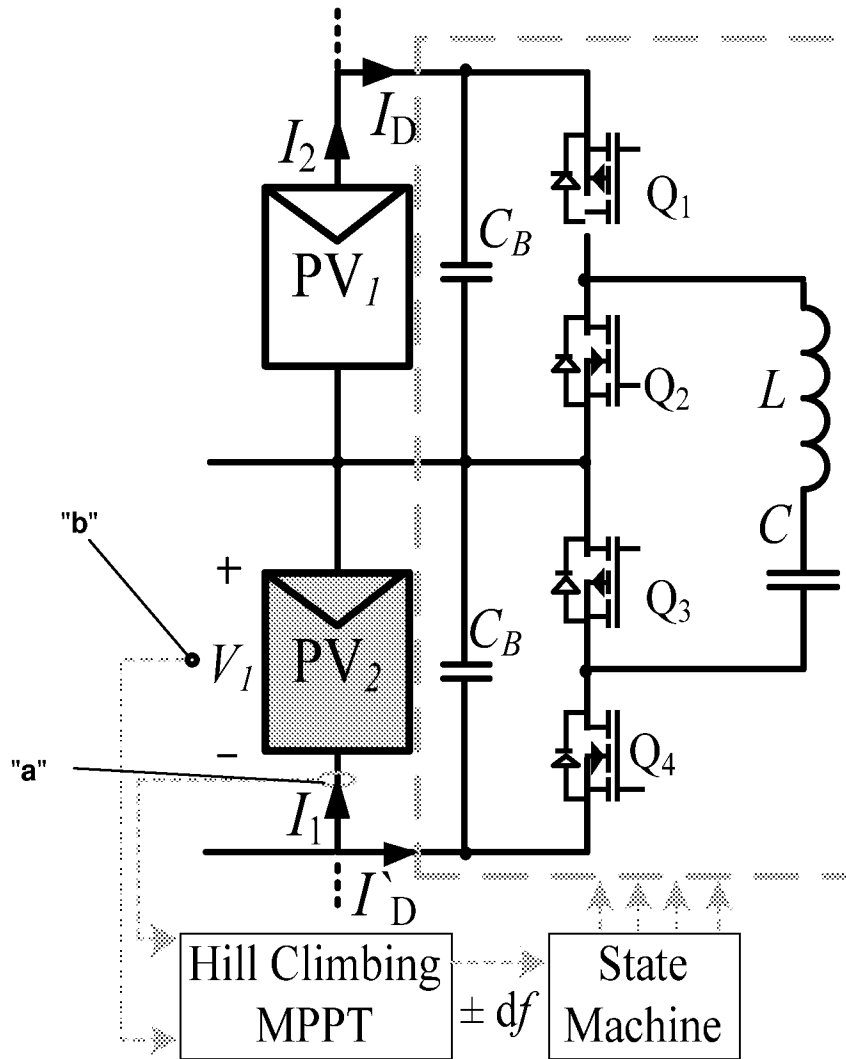 I_D
I_2
Q_1
C_B
PV_1
Q_2
L
"b"
+
C
Q_3
C_B
V_1
PV_2
-
Q_4
"a"
I_1
I`_D
Hill Climbing
MPPT
± df
State
Machine